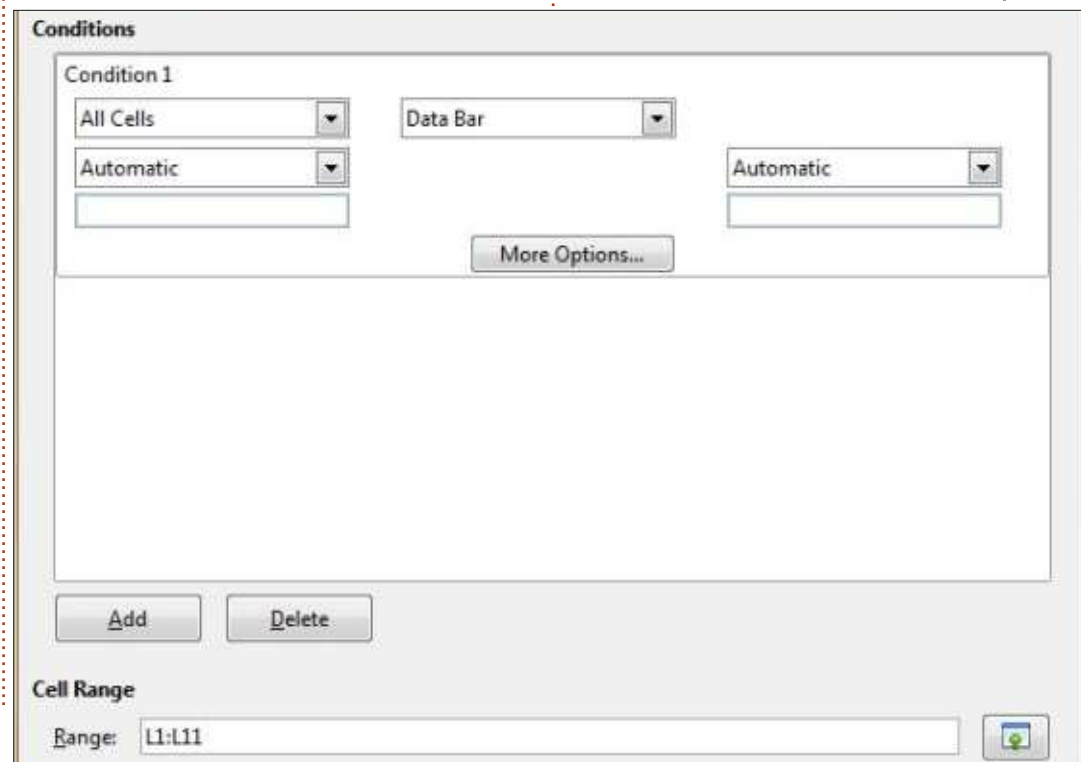 Conditions
Condition 1
All Cells Data Bar
Automatic Automatic
More Options...
Add Delete
Cell Range
Range: L1:L11